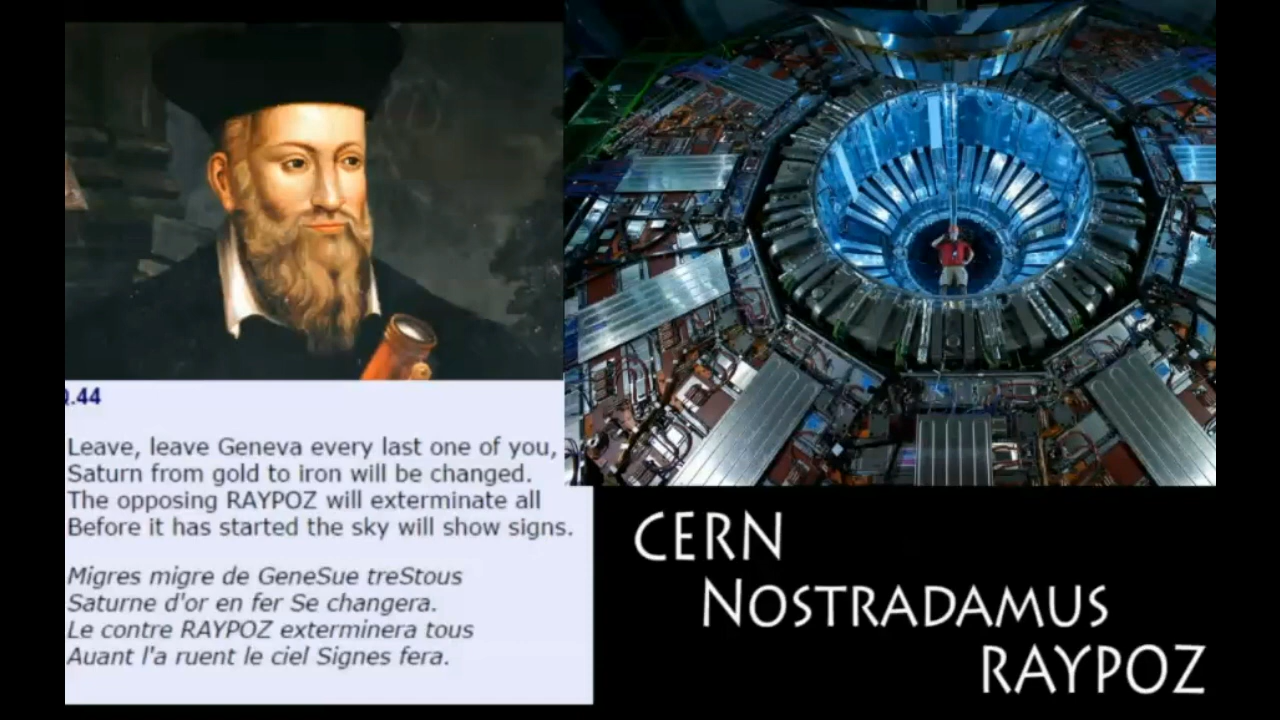 .44
Leave, leave Geneva every last one of you,
Saturn from gold to iron will be changed.
The opposing RAYPOZ will exterminate all
Before it has started the sky will show signs.
Migres migre de GeneSue treStous
Saturne d'or en fer Se changera.
Le contre RAYPOZ exterminera tous
Auant l'a ruent le ciel Signes fera.
CERN
NOSTRADAMUS
RAYPOZ